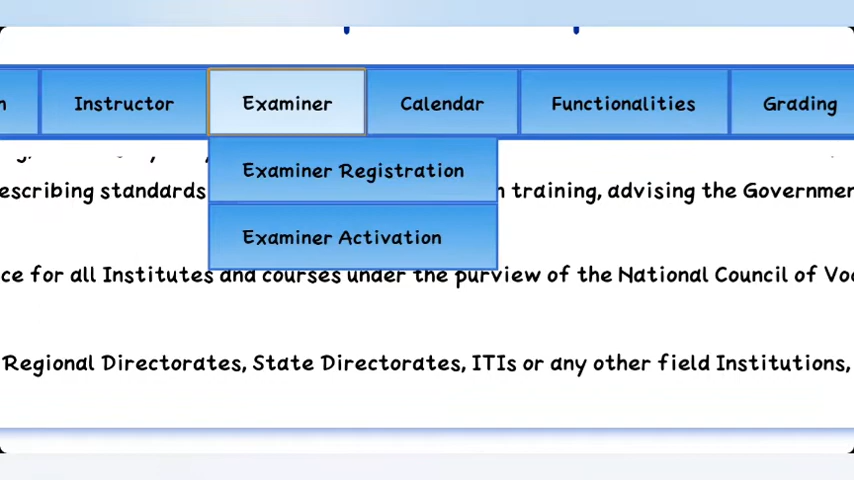 Instructor Examiner Calendar Functionalities Grading
Examiner Registration
escribing standards training, advising the Governmen
Examiner Activation
ce for all Institutes and courses under the purview of the National Council of Voc
Regional Directorates, State Directorates, ITIs or any other field Institutions,